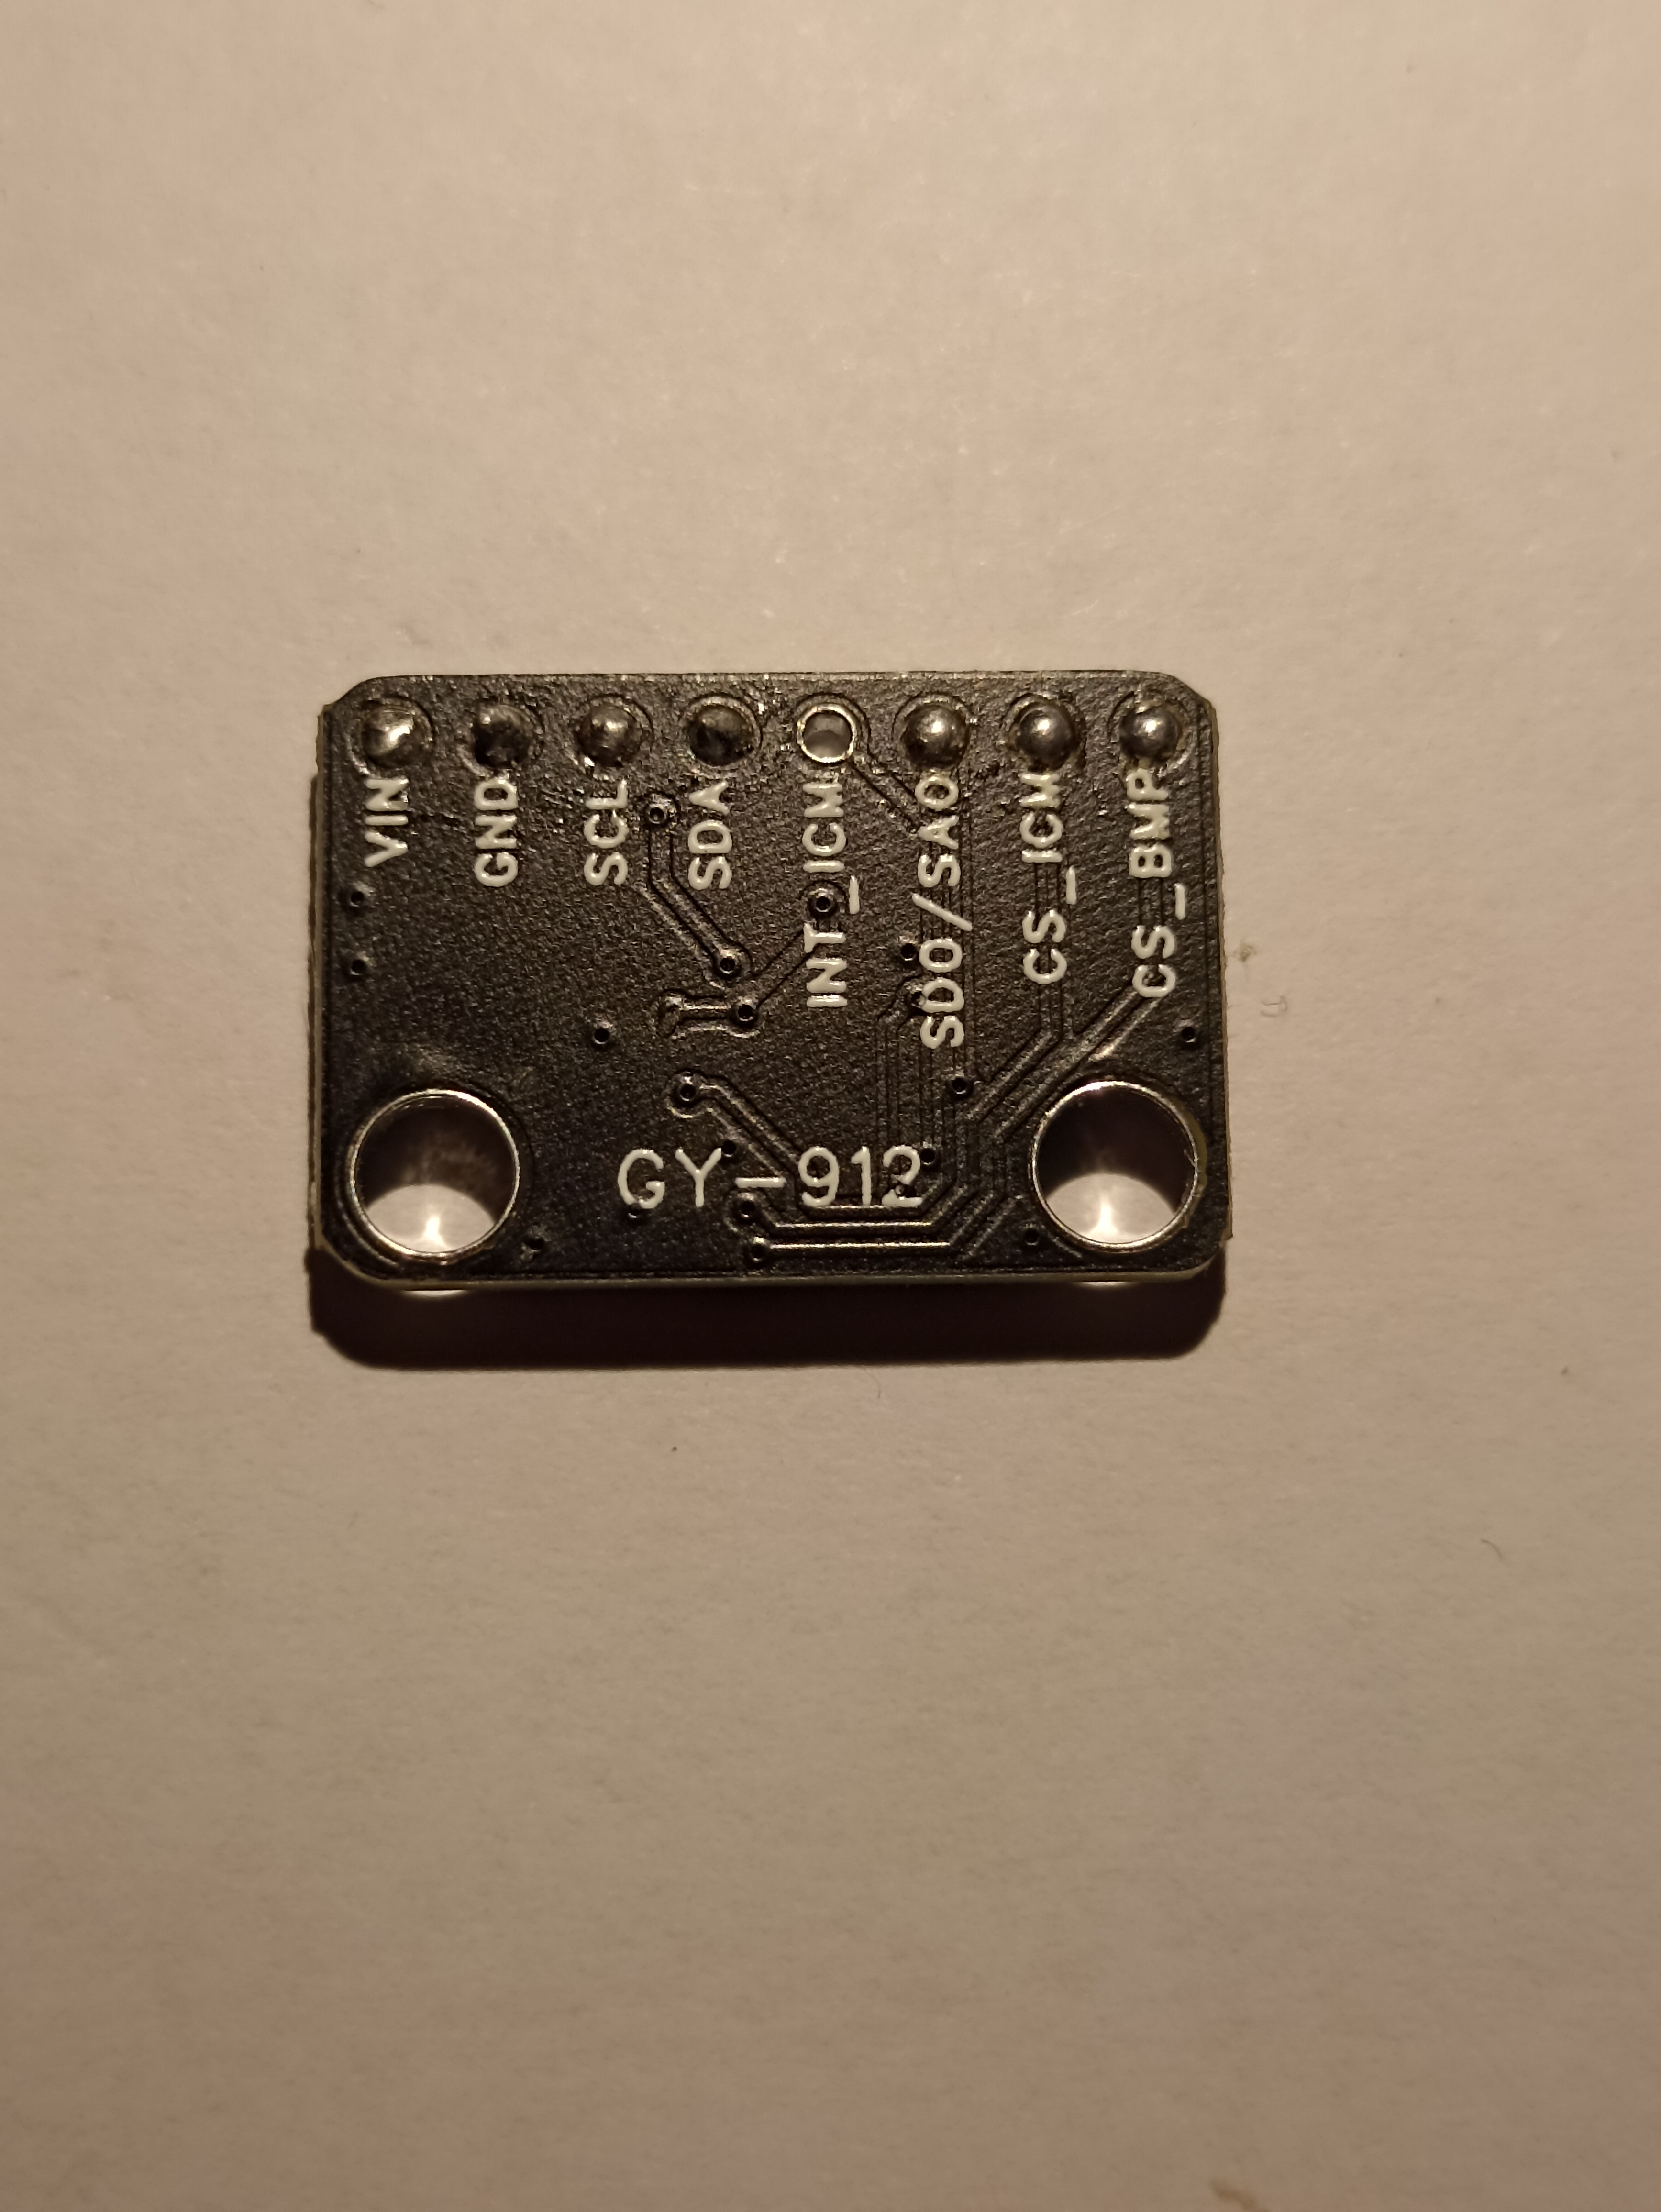 VIN
GND
SCL
SDA
INT_ICM
SDO/SAO
CS_ICM
CS_BMP
GY-912